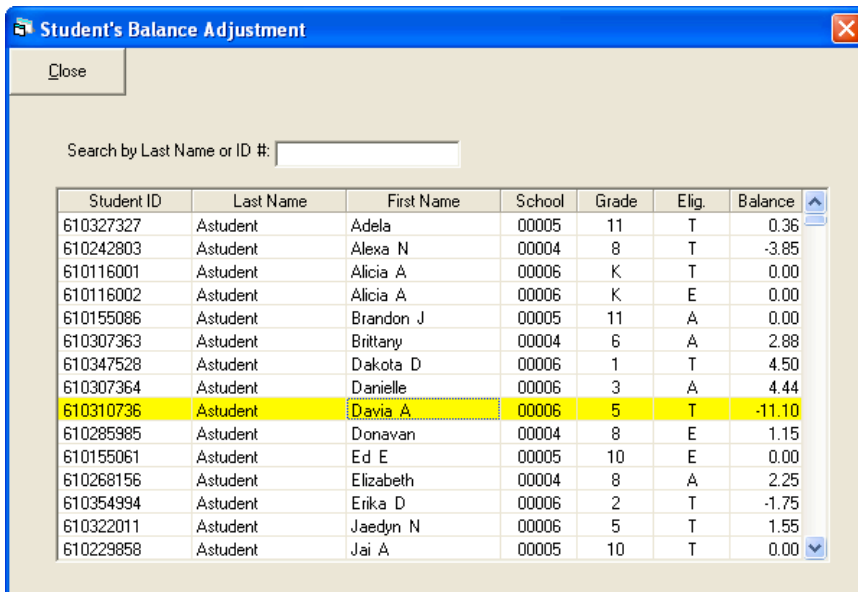 Student's Balance Adjustment
Close
Search by Last Name or ID #:
Student ID Last Name First Name School Grade Elig. Balance
610327327 Astudent Adela 00005 11 T 0.36
610242803 Astudent Alexa N 00004 8 T -3.85
610116001 Astudent Alicia A 00006 K T 0.00
610116002 Astudent Alicia A 00006 K E 0.00
610155086 Astudent Brandon J 00005 11 A 0.00
610307363 Astudent Brittany 00004 6 A 2.88
610347528 Astudent Dakota D 00006 1 T 4.50
610307364 Astudent Danielle 00006 3 A 4.44
610310736 Astudent Davia A 00006 5 T -11.10
610285985 Astudent Donavan 00004 8 E 1.15
610155061 Astudent Ed E 00005 10 E 0.00
610268156 Astudent Elizabeth 00004 8 A 2.25
610354994 Astudent Erika D 00006 2 T -1.75
610322011 Astudent Jaedyn N 00006 5 T 1.55
610229858 Astudent Jai A 00005 10 T 0.00